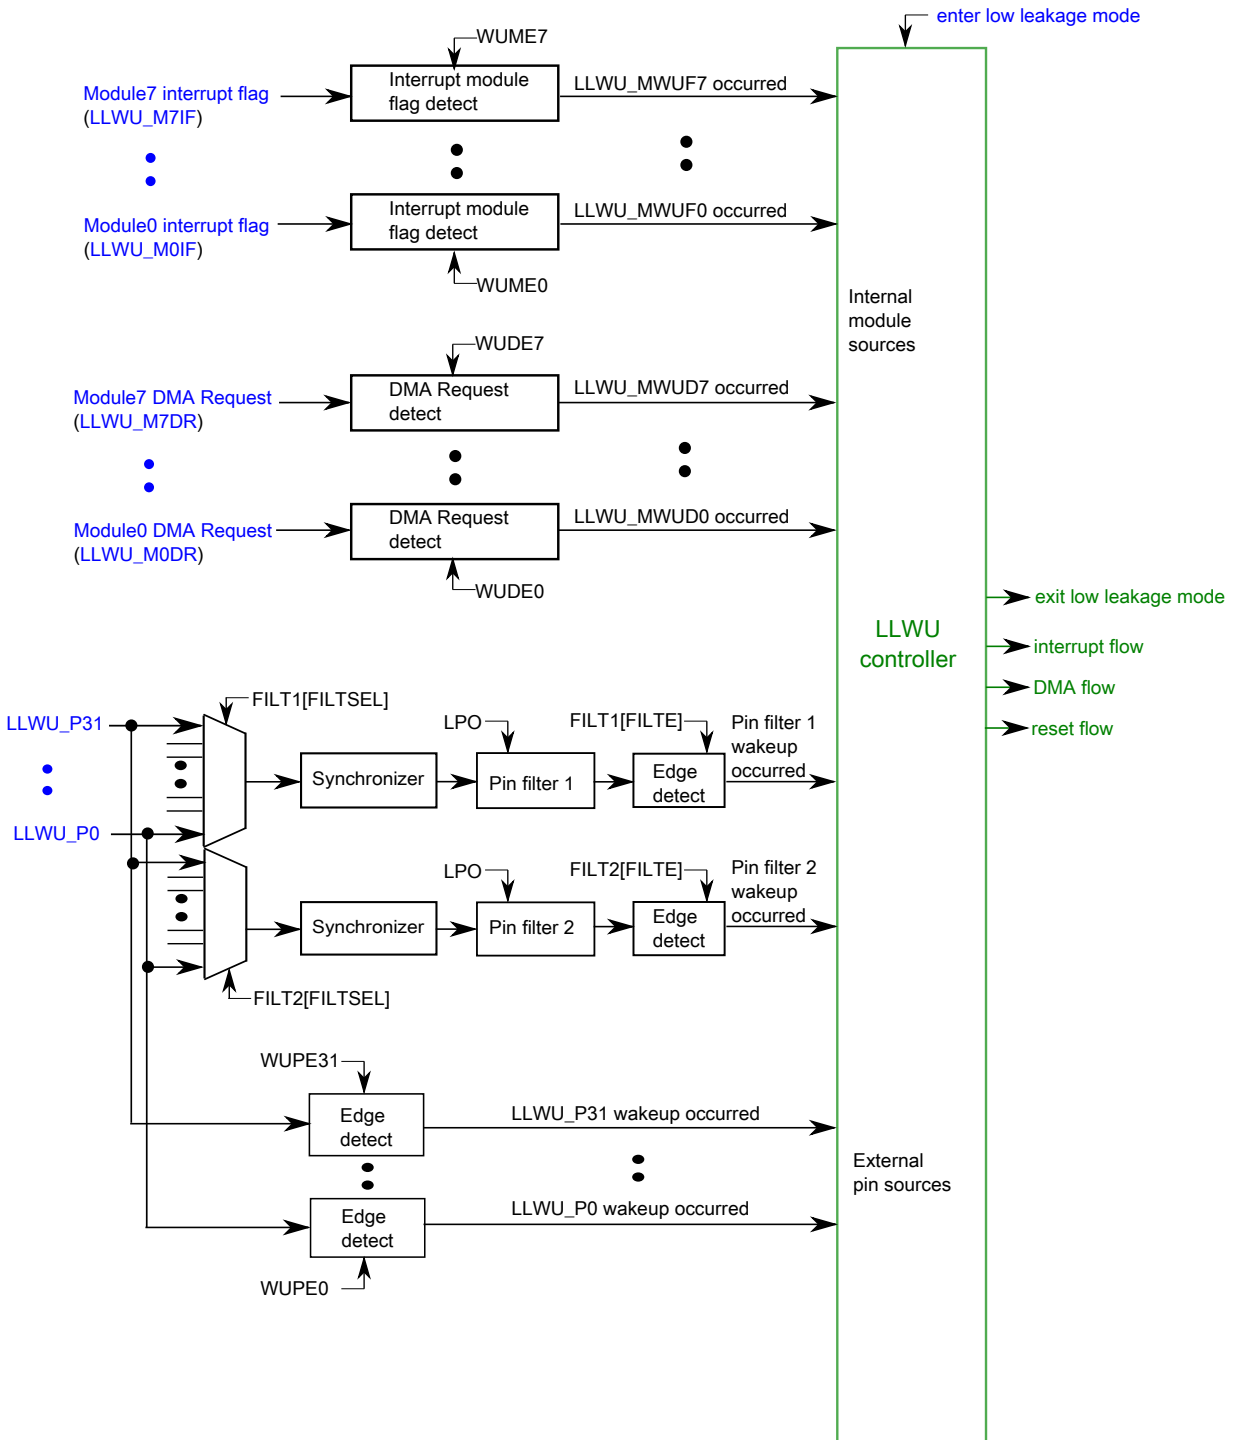 enter low leakage mode
WUME7
Interrupt module
flag detect
LLWU_MWUF7 occurred
Module7 interrupt flag
(LLWU_M7IF)
Interrupt module
flag detect
LLWU_MWUF0 occurred
Module0 interrupt flag
(LLWU_M0IF)
WUME0
Internal
module
sources
WUDE7
DMA Request
detect
LLWU_MWUD7 occurred
Module7 DMA Request
(LLWU_M7DR)
DMA Request
detect
LLWU_MWUD0 occurred
Module0 DMA Request
(LLWU_M0DR)
WUDE0
LLWU
controller
exit low leakage mode
interrupt flow
DMA flow
reset flow
FILT1[FILTSEL]
LLWU_P31
LPO
FILT1[FILTE]
Pin filter 1
wakeup
occurred
Synchronizer
Pin filter 1
Edge
detect
LLWU_P0
LPO
FILT2[FILTE]
Pin filter 2
wakeup
occurred
Synchronizer
Pin filter 2
Edge
detect
FILT2[FILTSEL]
WUPE31
Edge
detect
LLWU_P31 wakeup occurred
External
pin sources
Edge
detect
LLWU_P0 wakeup occurred
WUPE0